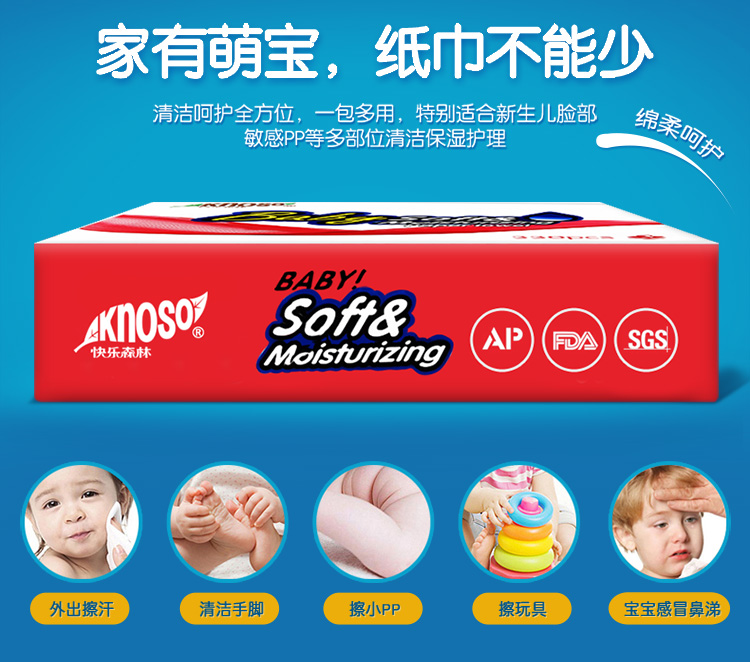 家有萌宝，纸巾不能少
清洁呵护全方位，一包多用，特别适合新生儿脸部
敏感PP等多部位清洁保湿护理
绵柔呵护
KNOSO
Baby Soft&
330pcs
BABY!
Soft&
Moisturizing
KNOSO®
快乐森林
AP
FDA
SGS
外出擦汗
清洁手脚
擦小PP
擦玩具
宝宝感冒鼻涕